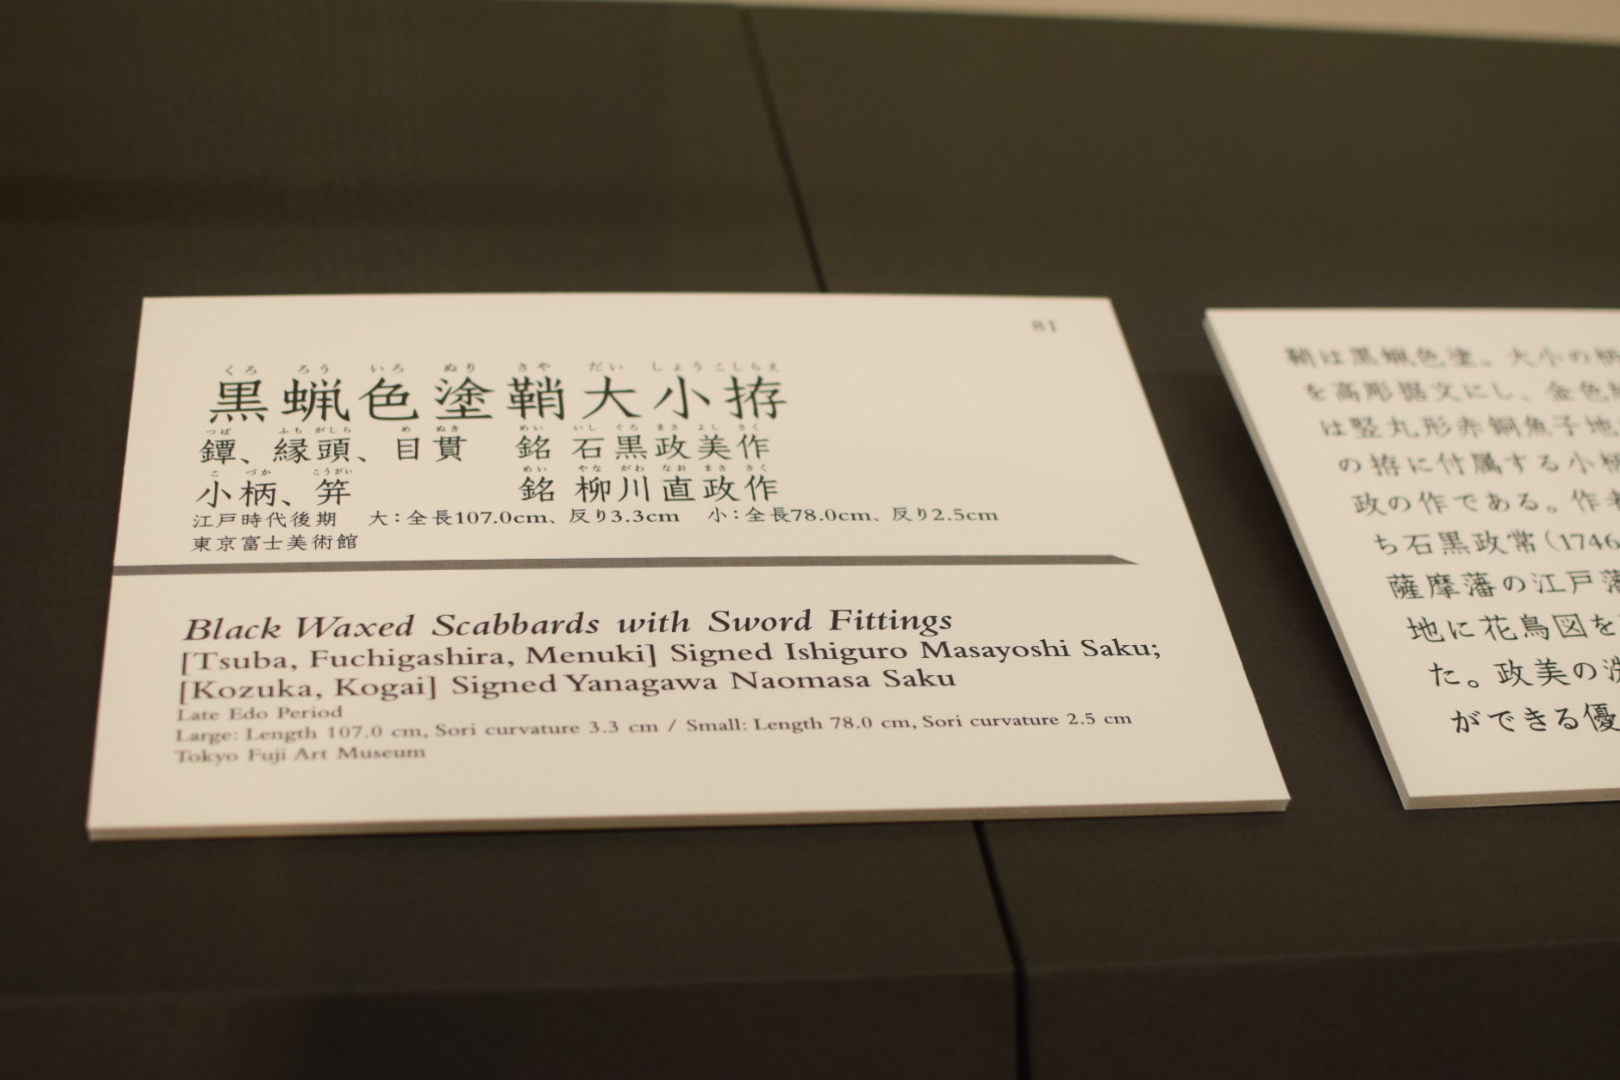 81
くろ ろう いろ ぬり さや だい しょう こしらえ
黒蝋色塗鞘大小拵
つば ふち がしら め ぬき めい いし ぐろ まさ よし さく
鐔、縁頭、目貫 銘 石黒政美作
こ づか こうがい めい やな がわ なお まさ さく
小柄、笄 銘 柳川直政作
江戸時代後期 大：全長107.0cm、反り3.3cm 小：全長78.0cm、反り2.5cm
東京富士美術館
Black Waxed Scabbards with Sword Fittings
[Tsuba, Fuchigashira, Menuki] Signed Ishiguro Masayoshi Saku;
[Kozuka, Kogai] Signed Yanagawa Naomasa Saku
Late Edo Period
Large: Length 107.0 cm, Sori curvature 3.3 cm / Small: Length 78.0 cm, Sori curvature 2.5 cm
Tokyo Fuji Art Museum
鞘は黒蝋色塗。大小の柄
を高彫据文にし、金色
は竪丸形赤銅魚子地
の拵に付属する小柄
政の作である。作者
ち石黒政常（1746
薩摩藩の江戸藩
地に花鳥図を
た。政美の洗
ができる優